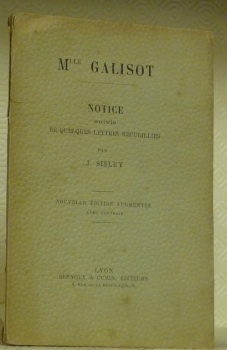 Mlle GALISOT
NOTICE
suivie
DE QUELQUES LETTRES RECUEILLIES
PAR
J. SISLEY
NOUVELLE ÉDITION AUGMENTÉE
LYON